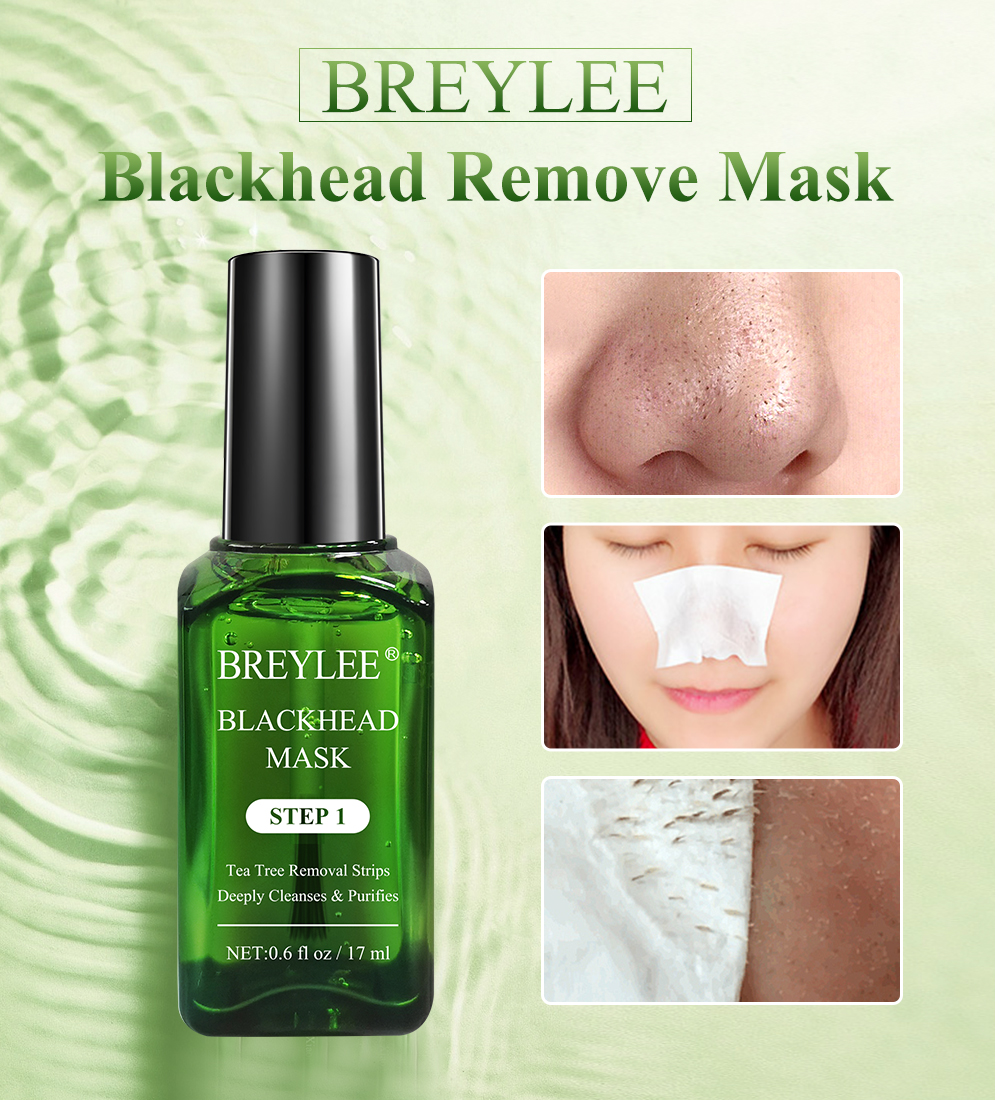 BREYLEE
Blackhead Remove Mask
BREYLEE®
BLACKHEAD
MASK
STEP 1
Tea Tree Removal Strips
Deeply Cleanses & Purifies
NET:0.6 fl oz / 17 ml